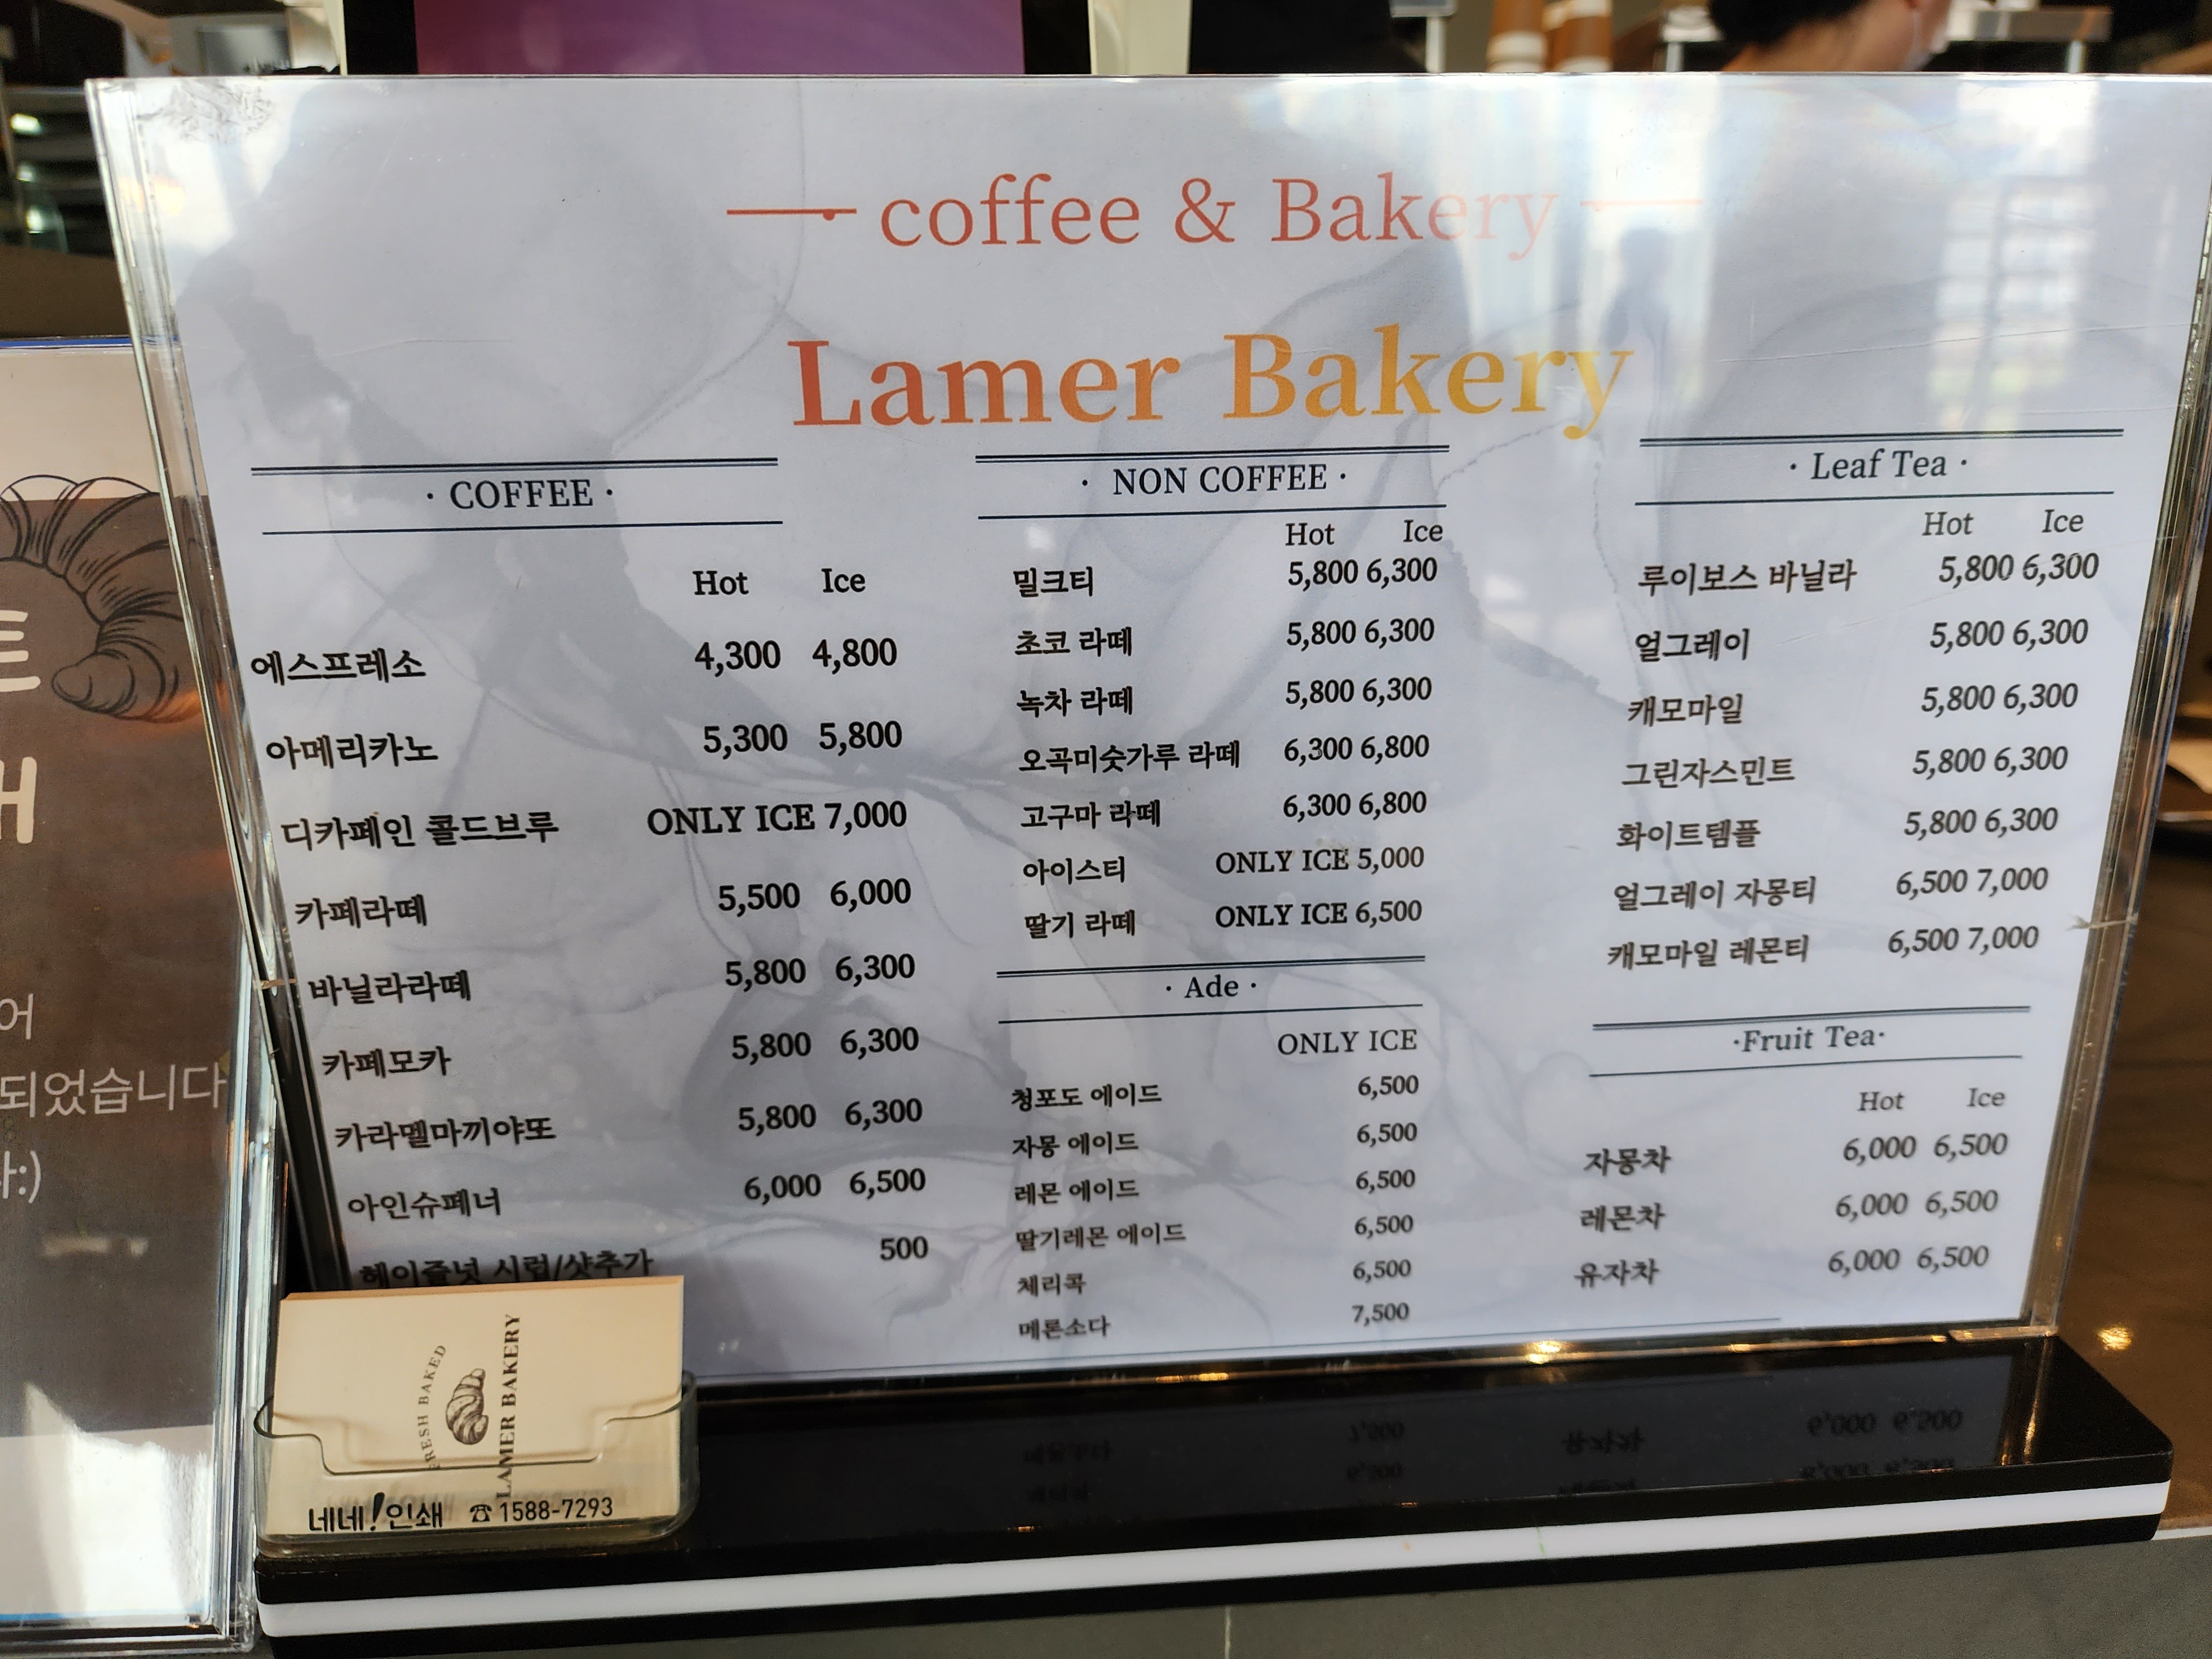 coffee & Bakery
Lamer Bakery
· COFFEE ·
Hot Ice
에스프레소 4,300 4,800
아메리카노 5,300 5,800
디카페인 콜드브루 ONLY ICE 7,000
카페라떼 5,500 6,000
바닐라라떼 5,800 6,300
카페모카 5,800 6,300
카라멜마끼야또 5,800 6,300
아인슈페너 6,000 6,500
헤이즐넛 시럽/샷추가 500
· NON COFFEE ·
Hot Ice
밀크티 5,800 6,300
초코 라떼 5,800 6,300
녹차 라떼 5,800 6,300
오곡미숫가루 라떼 6,300 6,800
고구마 라떼 6,300 6,800
아이스티 ONLY ICE 5,000
딸기 라떼 ONLY ICE 6,500
· Ade ·
ONLY ICE
청포도 에이드 6,500
자몽 에이드 6,500
레몬 에이드 6,500
딸기레몬 에이드 6,500
체리콕 6,500
메론소다 7,500
· Leaf Tea ·
Hot Ice
루이보스 바닐라 5,800 6,300
얼그레이 5,800 6,300
캐모마일 5,800 6,300
그린자스민트 5,800 6,300
화이트템플 5,800 6,300
얼그레이 자몽티 6,500 7,000
캐모마일 레몬티 6,500 7,000
·Fruit Tea·
Hot Ice
자몽차 6,000 6,500
레몬차 6,000 6,500
유자차 6,000 6,500
트
어
되었습니다
:)
FRESH BAKED
LAMER BAKERY
네네!인쇄 ☎1588-7293